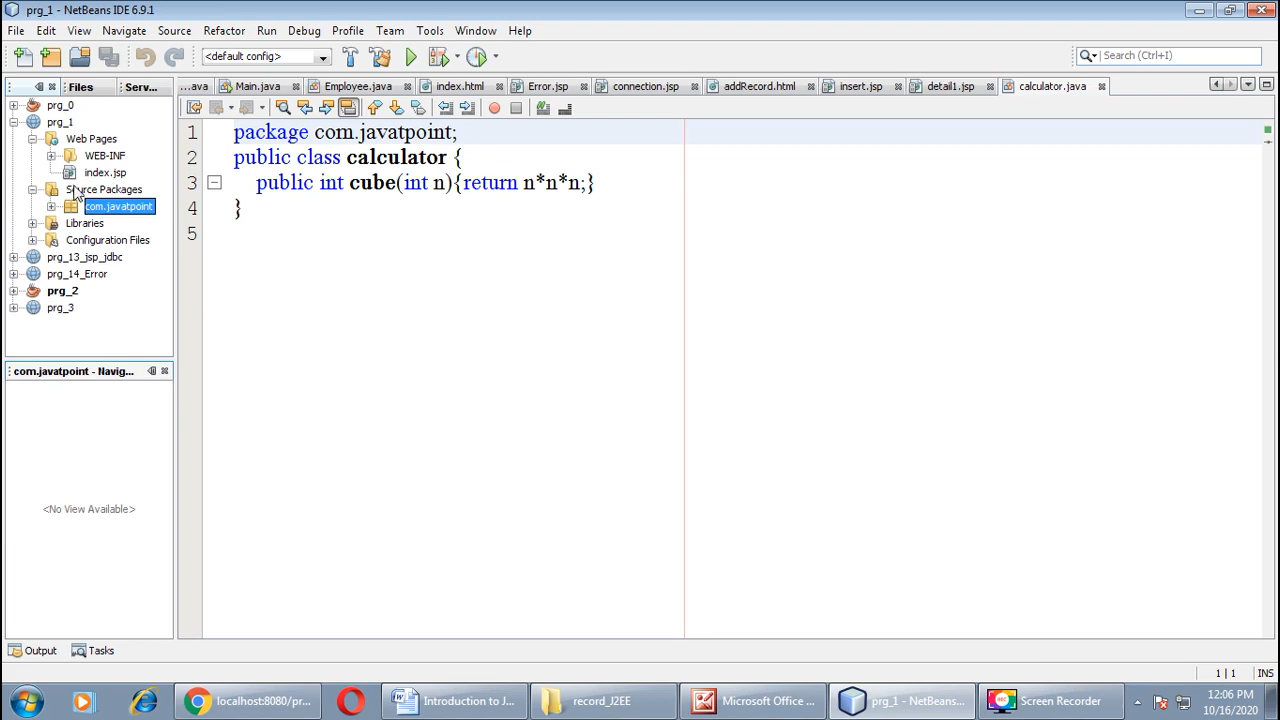 prg_1 - NetBeans IDE 6.9.1
File Edit View Navigate Source Refactor Run Debug Profile Team Tools Window Help
<default config> Search (Ctrl+I)
Files Serv... ...ava Main.java Employee.java index.html Error.jsp connection.jsp addRecord.html insert.jsp detail1.jsp calculator.java
prg_0
prg_1
Web Pages
WEB-INF
index.jsp
Source Packages
com.javatpoint
Libraries
Configuration Files
prg_13_jsp_jdbc
prg_14_Error
prg_2
prg_3
1 package com.javatpoint;
2 public class calculator {
3 public int cube(int n){return n*n*n;}
4 }
5
com.javatpoint - Navig...
<No View Available>
Output Tasks
1 | 1 INS
localhost:8080/pr... Introduction to J... record_J2EE Microsoft Office ... prg_1 - NetBeans... Screen Recorder
12:06 PM
10/16/2020